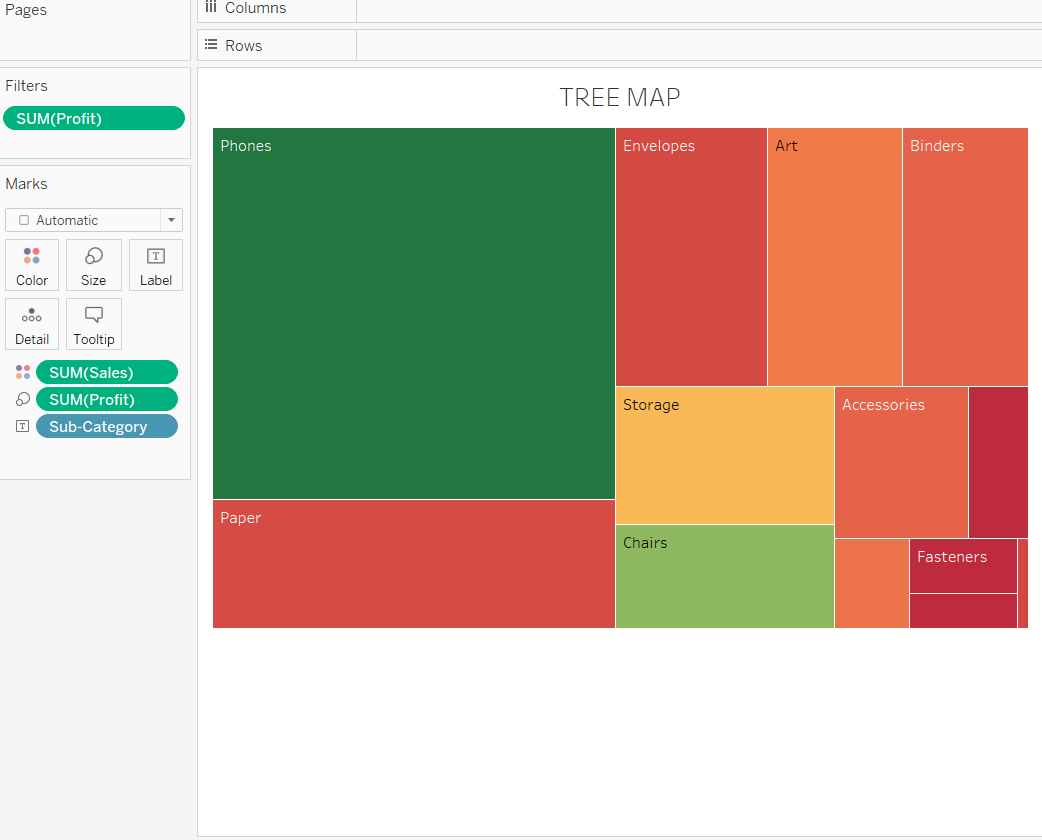 Pages
Columns
Rows
Filters
SUM(Profit)
Marks
Automatic
Color
Size
T
Label
Detail
Tooltip
SUM(Sales)
SUM(Profit)
T
Sub-Category
TREE MAP
Phones
Envelopes
Art
Binders
Storage
Accessories
Paper
Chairs
Fasteners